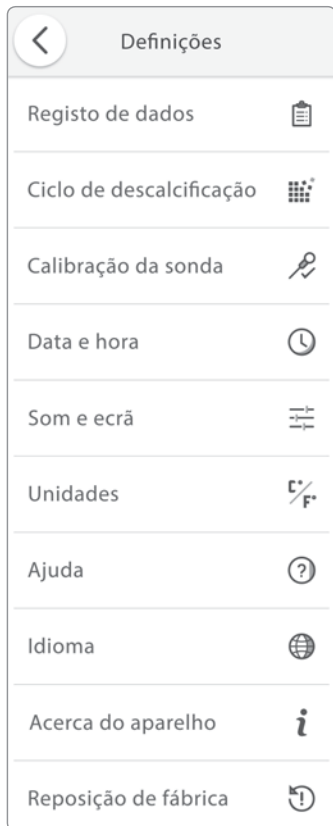 Definições
Registo de dados
Ciclo de descalcificação
Calibração da sonda
Data e hora
Som e ecrã
Unidades
C°/F°
Ajuda
Idioma
Acerca do aparelho
Reposição de fábrica